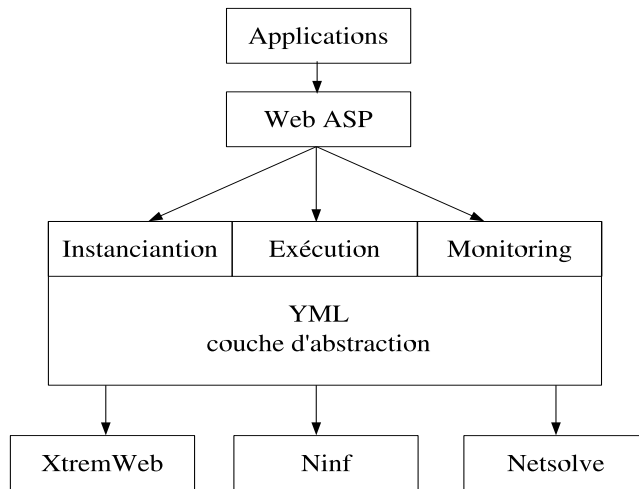 Applications
Web ASP
Instanciantion
Exécution
Monitoring
YML
couche d'abstraction
XtremWeb
Ninf
Netsolve